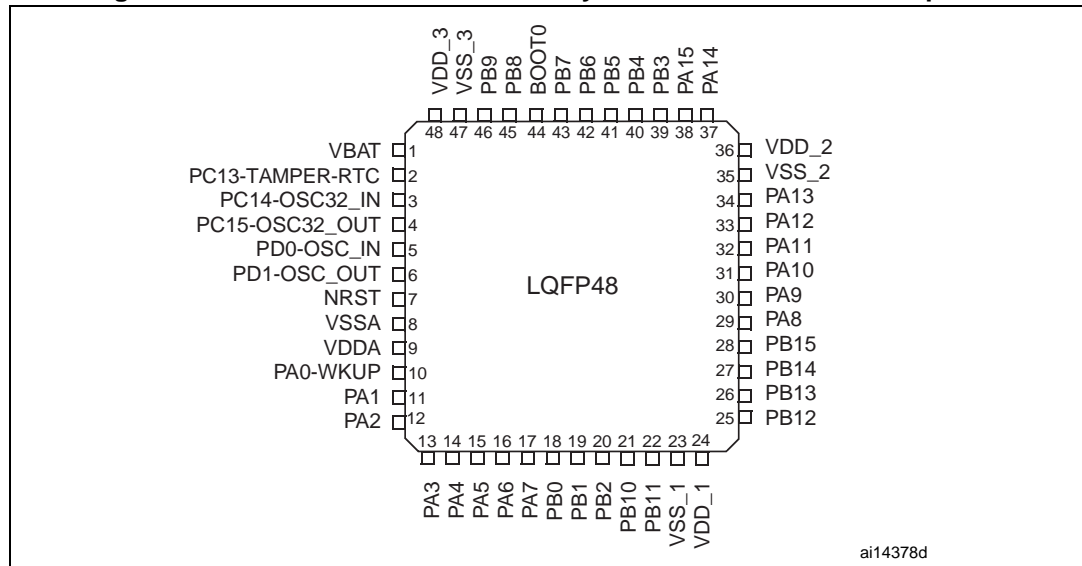 VDD_3
VSS_3
PB9
PB8
BOOT0
PB7
PB6
PB5
PB4
PB3
PA15
PA14
48 47 46 45 44 43 42 41 40 39 38 37
VBAT 1
PC13-TAMPER-RTC 2
PC14-OSC32_IN 3
PC15-OSC32_OUT 4
PD0-OSC_IN 5
PD1-OSC_OUT 6
NRST 7
VSSA 8
VDDA 9
PA0-WKUP 10
PA1 11
PA2 12
LQFP48
36 VDD_2
35 VSS_2
34 PA13
33 PA12
32 PA11
31 PA10
30 PA9
29 PA8
28 PB15
27 PB14
26 PB13
25 PB12
13 14 15 16 17 18 19 20 21 22 23 24
PA3
PA4
PA5
PA6
PA7
PB0
PB1
PB2
PB10
PB11
VSS_1
VDD_1
ai14378d